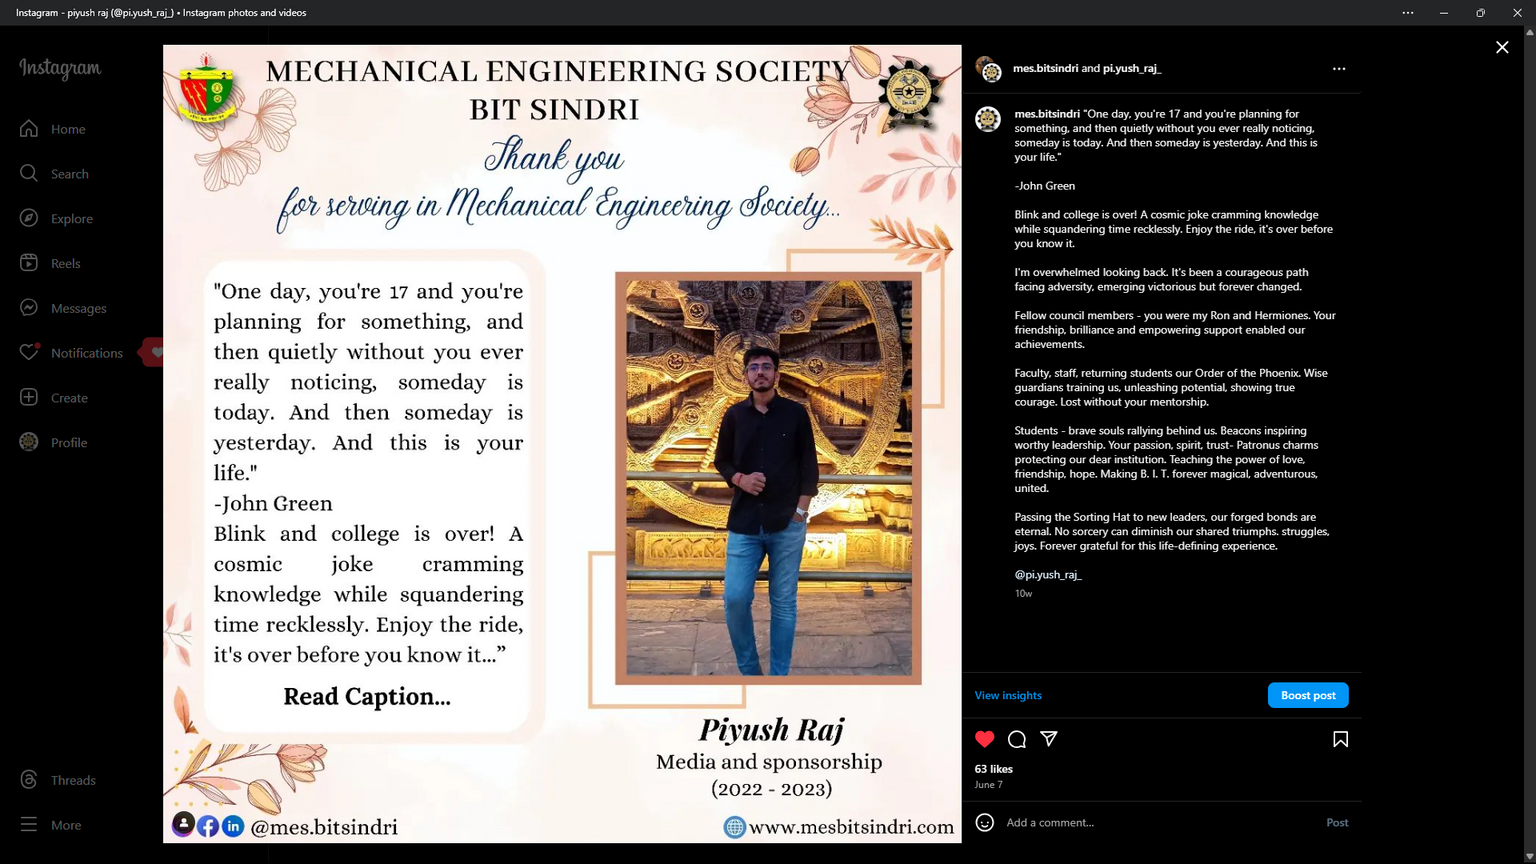 Instagram - piyush raj (@pi.yush_raj_) • Instagram photos and videos
Instagram
Home
Search
Explore
Reels
Messages
Notifications
Create
Profile
Threads
More
MECHANICAL ENGINEERING SOCIETY
BIT SINDRI
Thank you
for serving in Mechanical Engineering Society...
"One day, you're 17 and you're
planning for something, and
then quietly without you ever
really noticing, someday is
today. And then someday is
yesterday. And this is your
life."
-John Green
Blink and college is over! A
cosmic joke cramming
knowledge while squandering
time recklessly. Enjoy the ride,
it's over before you know it...”
Read Caption...
Piyush Raj
Media and sponsorship
(2022 - 2023)
@mes.bitsindri
www.mesbitsindri.com
mes.bitsindri and pi.yush_raj_
mes.bitsindri "One day, you're 17 and you're planning for
something, and then quietly without you ever really noticing,
someday is today. And then someday is yesterday. And this is
your life."
-John Green
Blink and college is over! A cosmic joke cramming knowledge
while squandering time recklessly. Enjoy the ride, it's over before
you know it.
I'm overwhelmed looking back. It's been a courageous path
facing adversity, emerging victorious but forever changed.
Fellow council members - you were my Ron and Hermiones. Your
friendship, brilliance and empowering support enabled our
achievements.
Faculty, staff, returning students our Order of the Phoenix. Wise
guardians training us, unleashing potential, showing true
courage. Lost without your mentorship.
Students - brave souls rallying behind us. Beacons inspiring
worthy leadership. Your passion, spirit, trust- Patronus charms
protecting our dear institution. Teaching the power of love,
friendship, hope. Making B. I. T. forever magical, adventurous,
united.
Passing the Sorting Hat to new leaders, our forged bonds are
eternal. No sorcery can diminish our shared triumphs. struggles,
joys. Forever grateful for this life-defining experience.
@pi.yush_raj_
10w
View insights
Boost post
63 likes
June 7
Add a comment...
Post